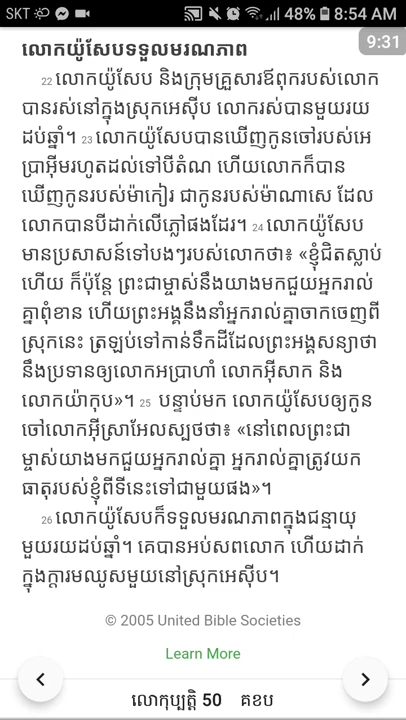 SKT 48% 8:54 AM
លោកយ៉ូសែបទទួលមរណភាព
9:31
22 លោកយ៉ូសែប និងក្រុមគ្រួសារឪពុករបស់លោក
បានរស់នៅក្នុងស្រុកអេស៊ីប លោករស់បានមួយរយ
ដប់ឆ្នាំ។ 23 លោកយ៉ូសែបបានឃើញកូនចៅរបស់អេ
ប្រាអ៊ីមរហូតដល់ទៅបីតំណ ហើយលោកក៏បាន
ឃើញកូនរបស់ម៉ាកៀរ ជាកូនរបស់ម៉ាណាសេ ដែល
លោកបានបីដាក់លើភ្លៅផងដែរ។ 24 លោកយ៉ូសែប
មានប្រសាសន៍ទៅបងៗរបស់លោកថា៖ «ខ្ញុំជិតស្លាប់
ហើយ ក៏ប៉ុន្តែ ព្រះជាម្ចាស់នឹងយាងមកជួយអ្នករាល់
គ្នាពុំខាន ហើយព្រះអង្គនឹងនាំអ្នករាល់គ្នាចាកចេញពី
ស្រុកនេះ ត្រឡប់ទៅកាន់ទឹកដីដែលព្រះអង្គសន្យាថា
នឹងប្រទានឲ្យលោកអប្រាហាំ លោកអ៊ីសាក និង
លោកយ៉ាកុប»។ 25 បន្ទាប់មក លោកយ៉ូសែបឲ្យកូន
ចៅលោកអ៊ីស្រាអែលស្បថថា៖ «នៅពេលព្រះជា
ម្ចាស់យាងមកជួយអ្នករាល់គ្នា អ្នករាល់គ្នាត្រូវយក
ធាតុរបស់ខ្ញុំពីទីនេះទៅជាមួយផង»។
26 លោកយ៉ូសែបក៏ទទួលមរណភាពក្នុងជន្មាយុ
មួយរយដប់ឆ្នាំ។ គេបានអប់សពលោក ហើយដាក់
ក្នុងក្ដារមឈូសមួយនៅស្រុកអេស៊ីប។
© 2005 United Bible Societies
Learn More
លោកុប្បត្តិ 50 គខប